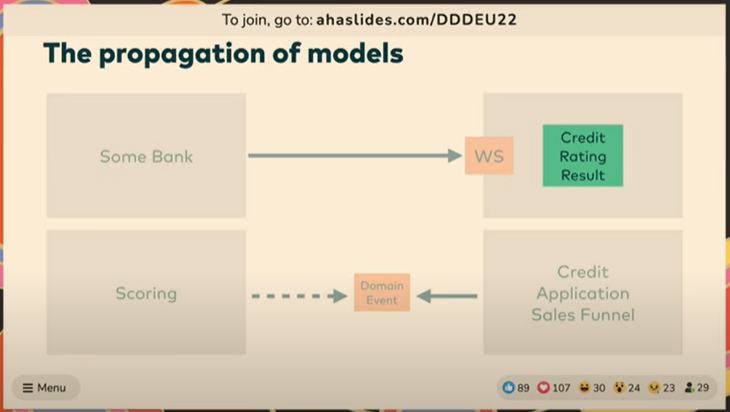 To join, go to: ahaslides.com/DDDEU22
The propagation of models
Some Bank
WS
Credit
Rating
Result
Scoring
Domain
Event
Credit
Application
Sales Funnel
Menu
89
107
30
24
23
29